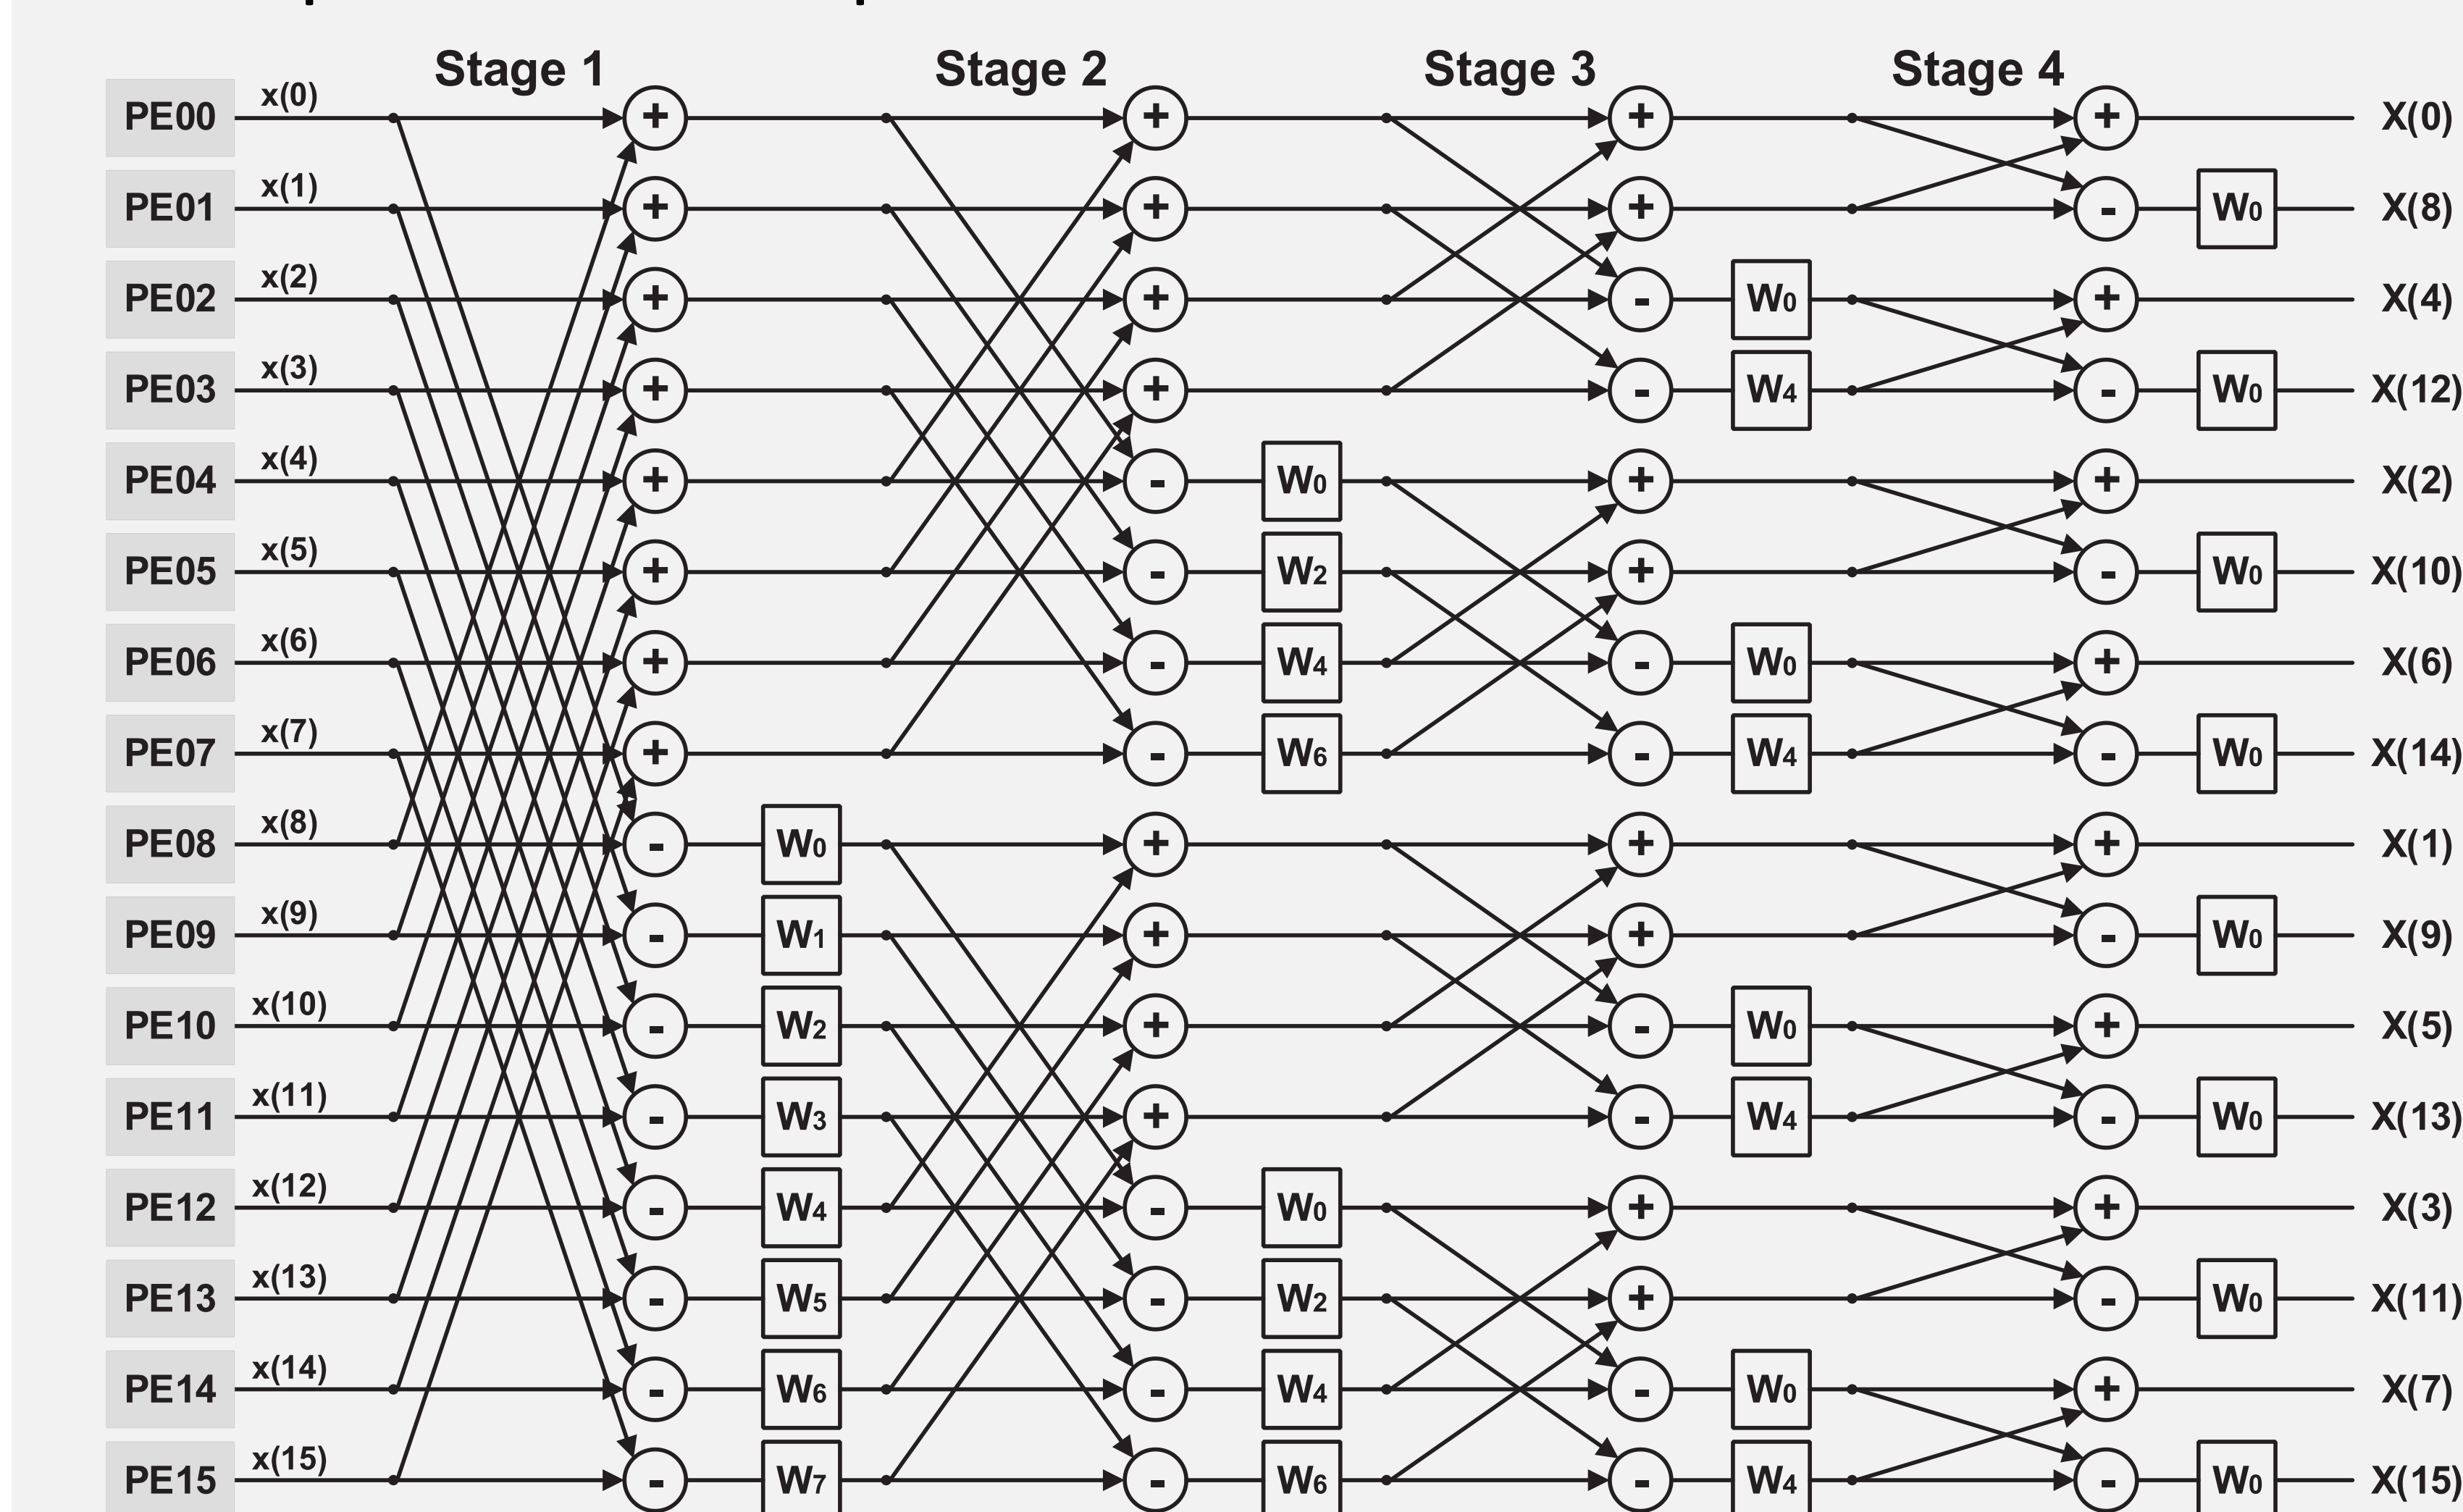 Stage 1 Stage 2 Stage 3 Stage 4
PE00 x(0) + + + + X(0)
PE01 x(1) + + + - W0 X(8)
PE02 x(2) + + - W0 + X(4)
PE03 x(3) + + - W4 - W0 X(12)
PE04 x(4) + - W0 + + X(2)
PE05 x(5) + - W2 + - W0 X(10)
PE06 x(6) + - W4 - W0 + X(6)
PE07 x(7) + - W6 - W4 - W0 X(14)
PE08 x(8) - W0 + + + X(1)
PE09 x(9) - W1 + + - W0 X(9)
PE10 x(10) - W2 + - W0 + X(5)
PE11 x(11) - W3 + - W4 - W0 X(13)
PE12 x(12) - W4 - W0 + + X(3)
PE13 x(13) - W5 - W2 + - W0 X(11)
PE14 x(14) - W6 - W4 - W0 + X(7)
PE15 x(15) - W7 - W6 - W4 - W0 X(15)